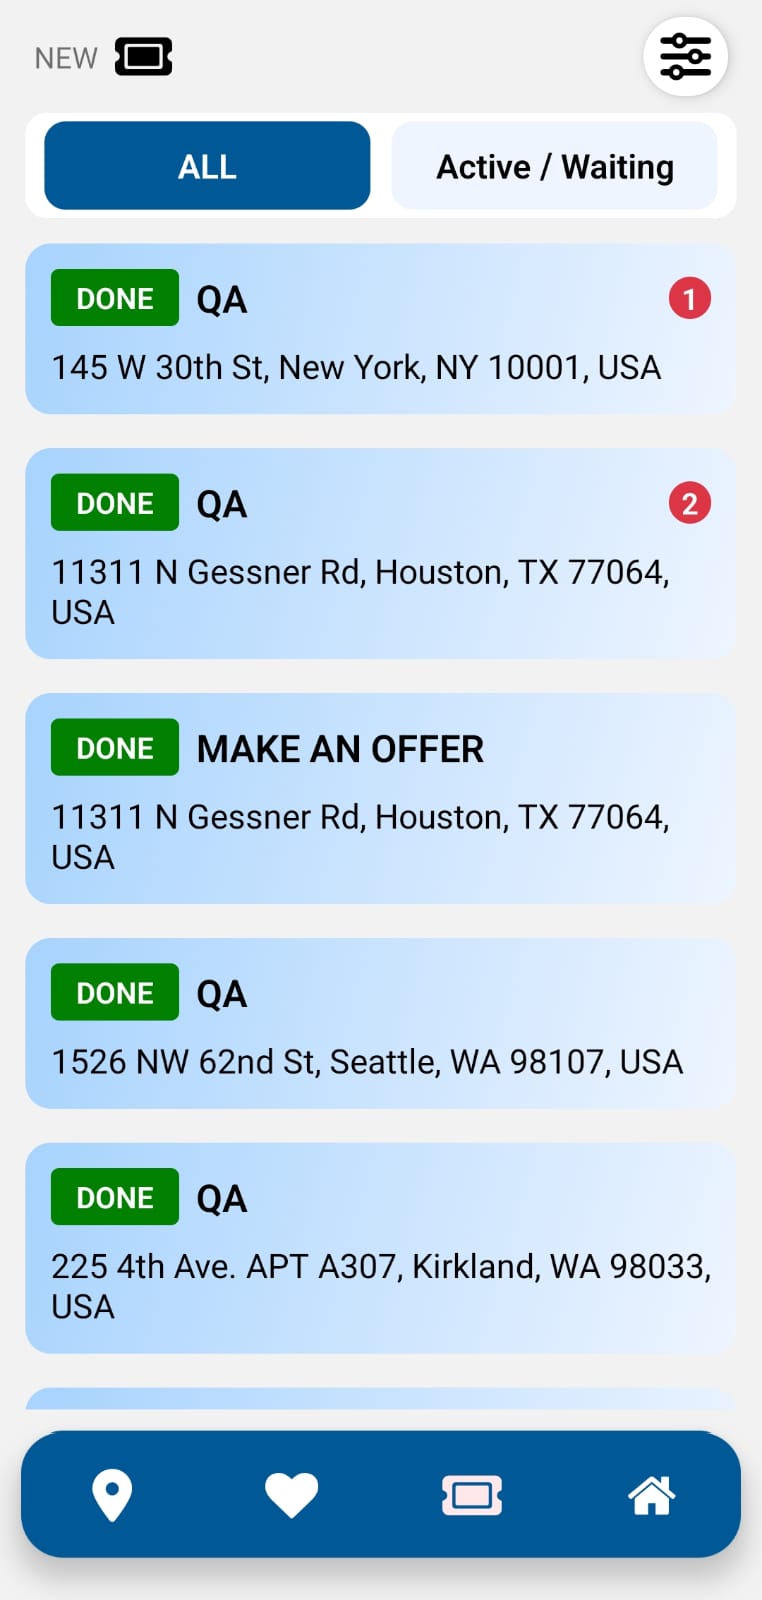 NEW
ALL
Active / Waiting
DONE QA 1
145 W 30th St, New York, NY 10001, USA
DONE QA 2
11311 N Gessner Rd, Houston, TX 77064,
USA
DONE MAKE AN OFFER
11311 N Gessner Rd, Houston, TX 77064,
USA
DONE QA
1526 NW 62nd St, Seattle, WA 98107, USA
DONE QA
225 4th Ave. APT A307, Kirkland, WA 98033,
USA